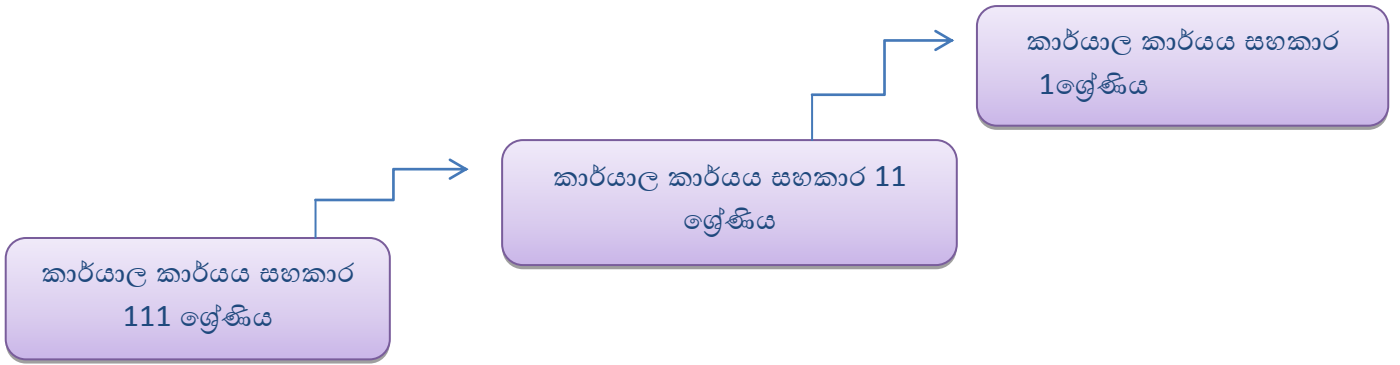 කාර්යාල කාර්යය සහකාර
1ශ්‍රේණිය
කාර්යාල කාර්යය සහකාර 11
ශ්‍රේණිය
කාර්යාල කාර්යය සහකාර
111 ශ්‍රේණිය